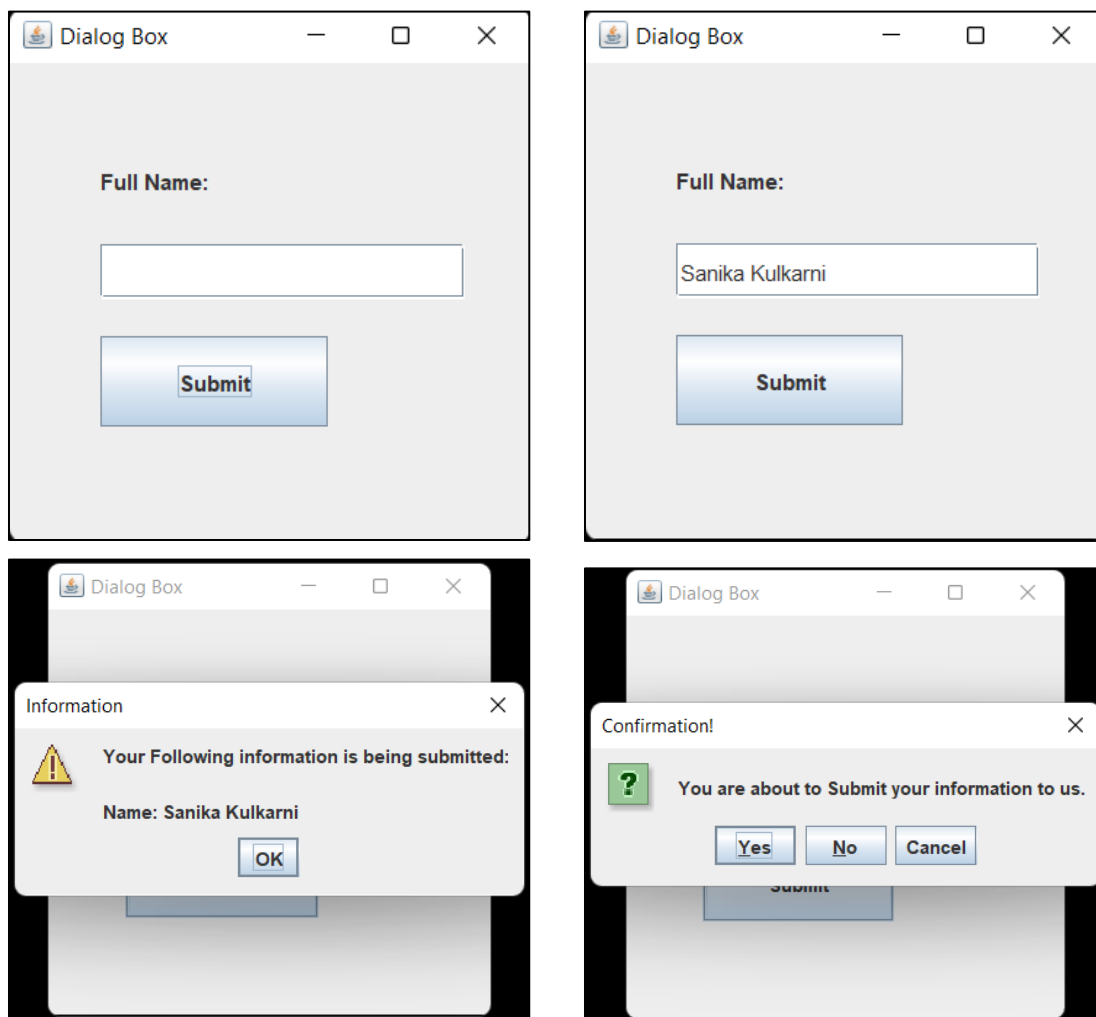 Dialog Box
Full Name:
Submit
Dialog Box
Full Name:
Sanika Kulkarni
Submit
Dialog Box
Information
Your Following information is being submitted:
Name: Sanika Kulkarni
OK
Dialog Box
Confirmation!
?
You are about to Submit your information to us.
Yes No Cancel
Submit